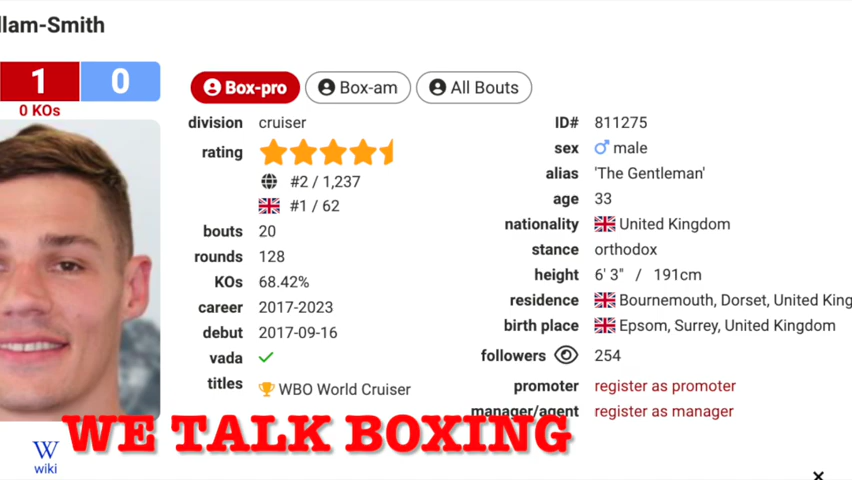 llam-Smith
1 0
0 KOs
Box-pro Box-am All Bouts
division cruiser
rating
#2 / 1,237
#1 / 62
bouts 20
rounds 128
KOs 68.42%
career 2017-2023
debut 2017-09-16
vada
titles WBO World Cruiser
ID# 811275
sex male
alias 'The Gentleman'
age 33
nationality United Kingdom
stance orthodox
height 6' 3" / 191cm
residence Bournemouth, Dorset, United King
birth place Epsom, Surrey, United Kingdom
followers 254
promoter register as promoter
manager/agent register as manager
WE TALK BOXING
W
wiki